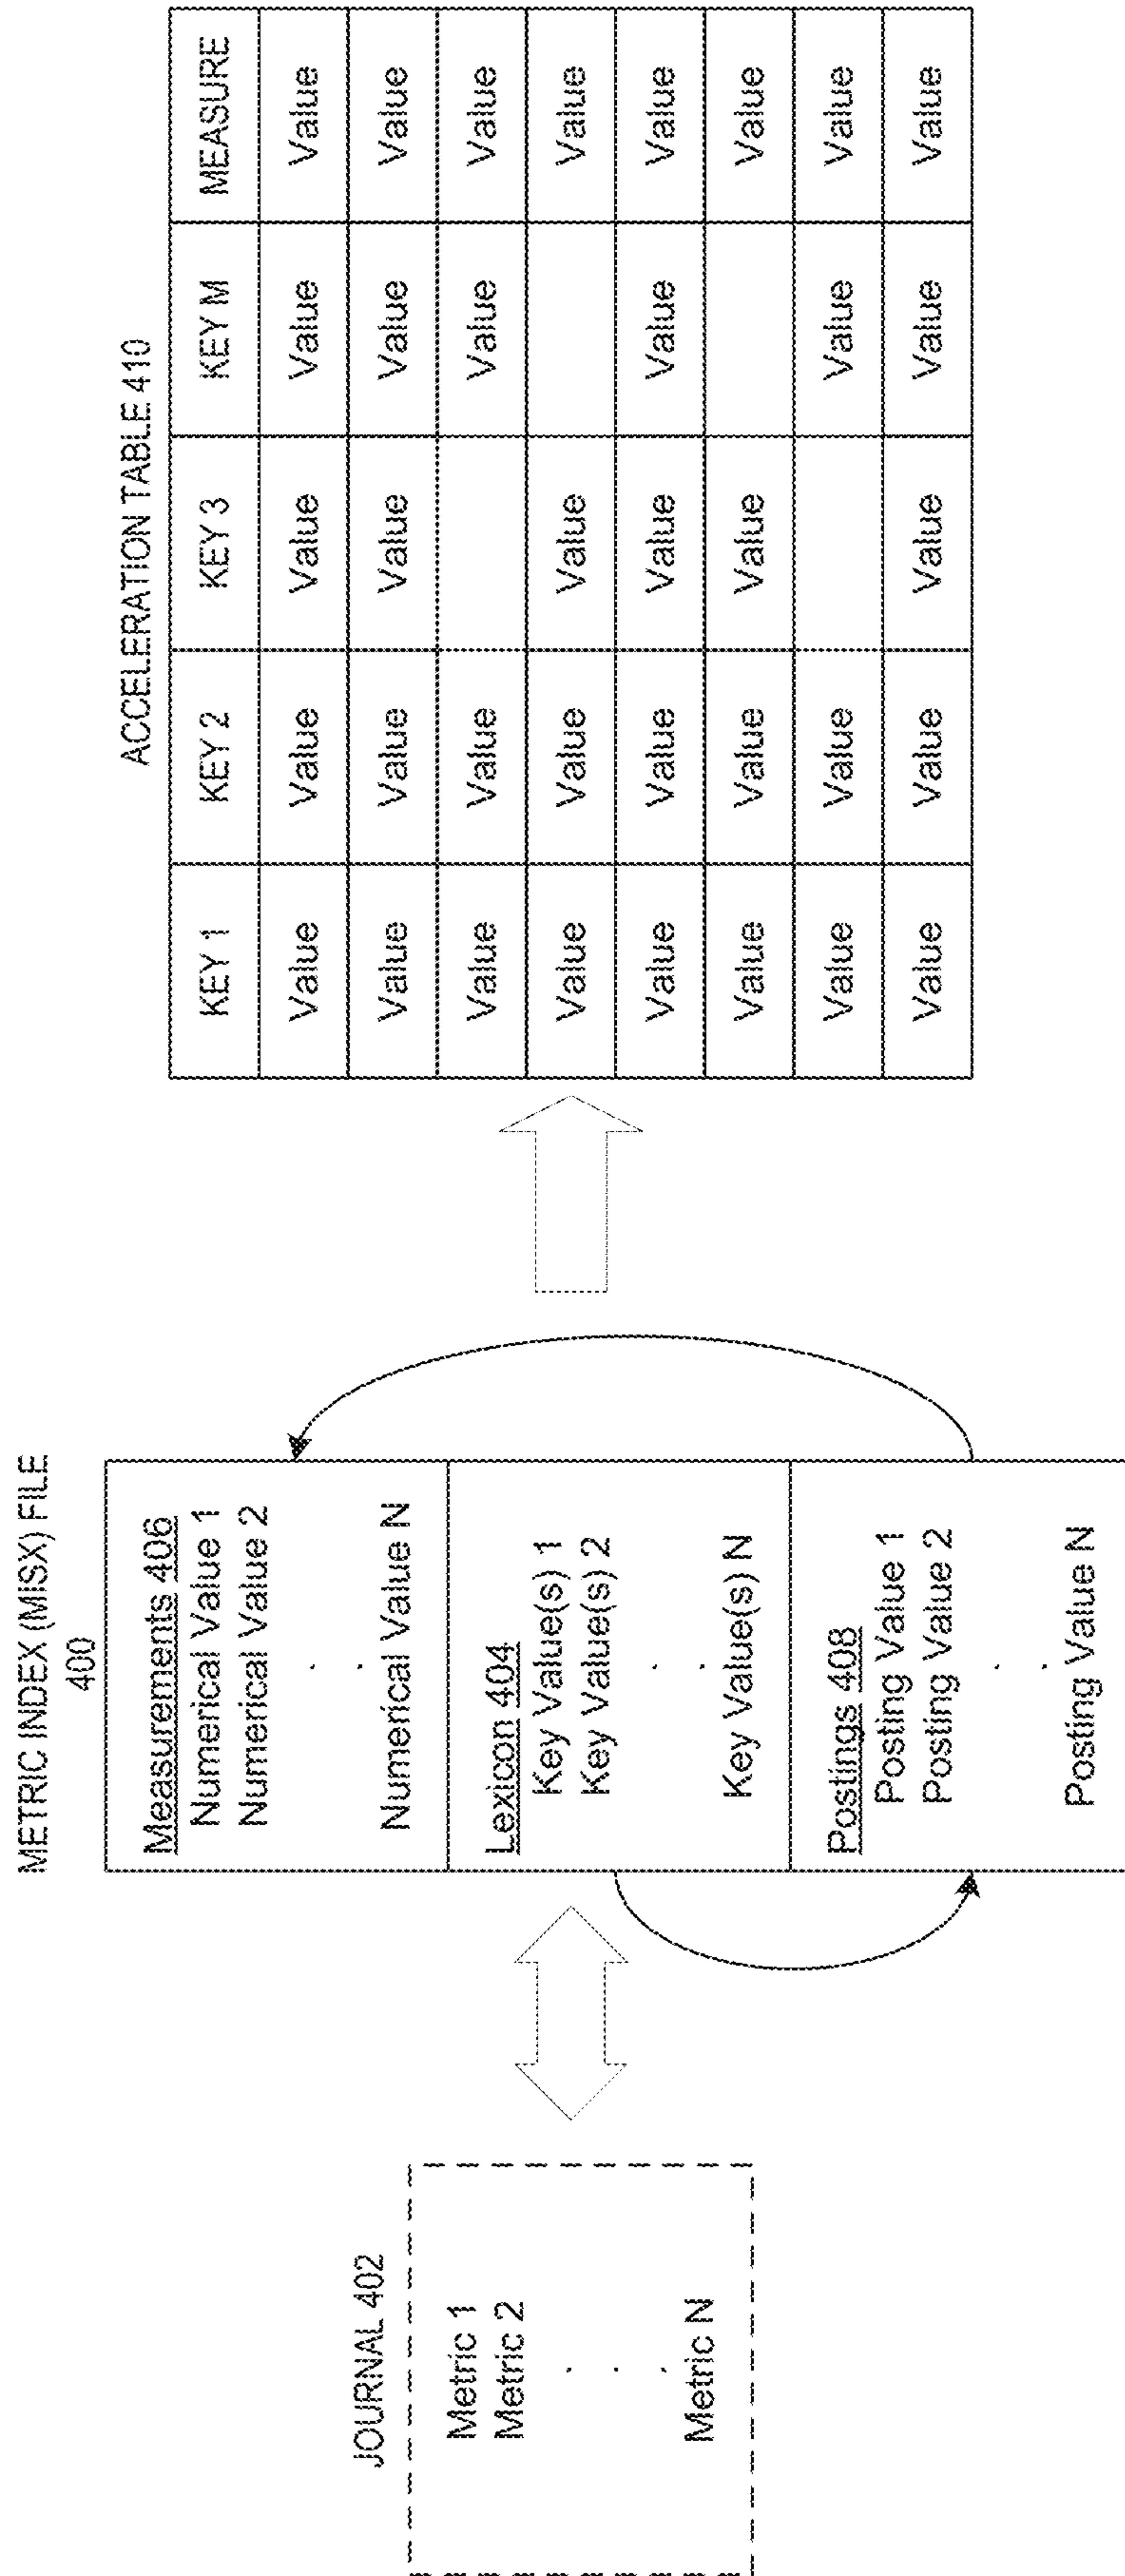 JOURNAL 402
Metric 1
Metric 2
.
.
.
Metric N
METRIC INDEX (MISX) FILE
400
Measurements 406
Numerical Value 1
Numerical Value 2
.
.
Numerical Value N
Lexicon 404
Key Value(s) 1
Key Value(s) 2
.
.
Key Value(s) N
Postings 408
Posting Value 1
Posting Value 2
.
.
Posting Value N
ACCELERATION TABLE 410
KEY 1 KEY 2 KEY 3 KEY M MEASURE
Value Value Value Value Value
Value Value Value Value Value
Value Value Value Value
Value Value Value Value
Value Value Value Value Value
Value Value Value Value
Value Value Value Value
Value Value Value Value Value